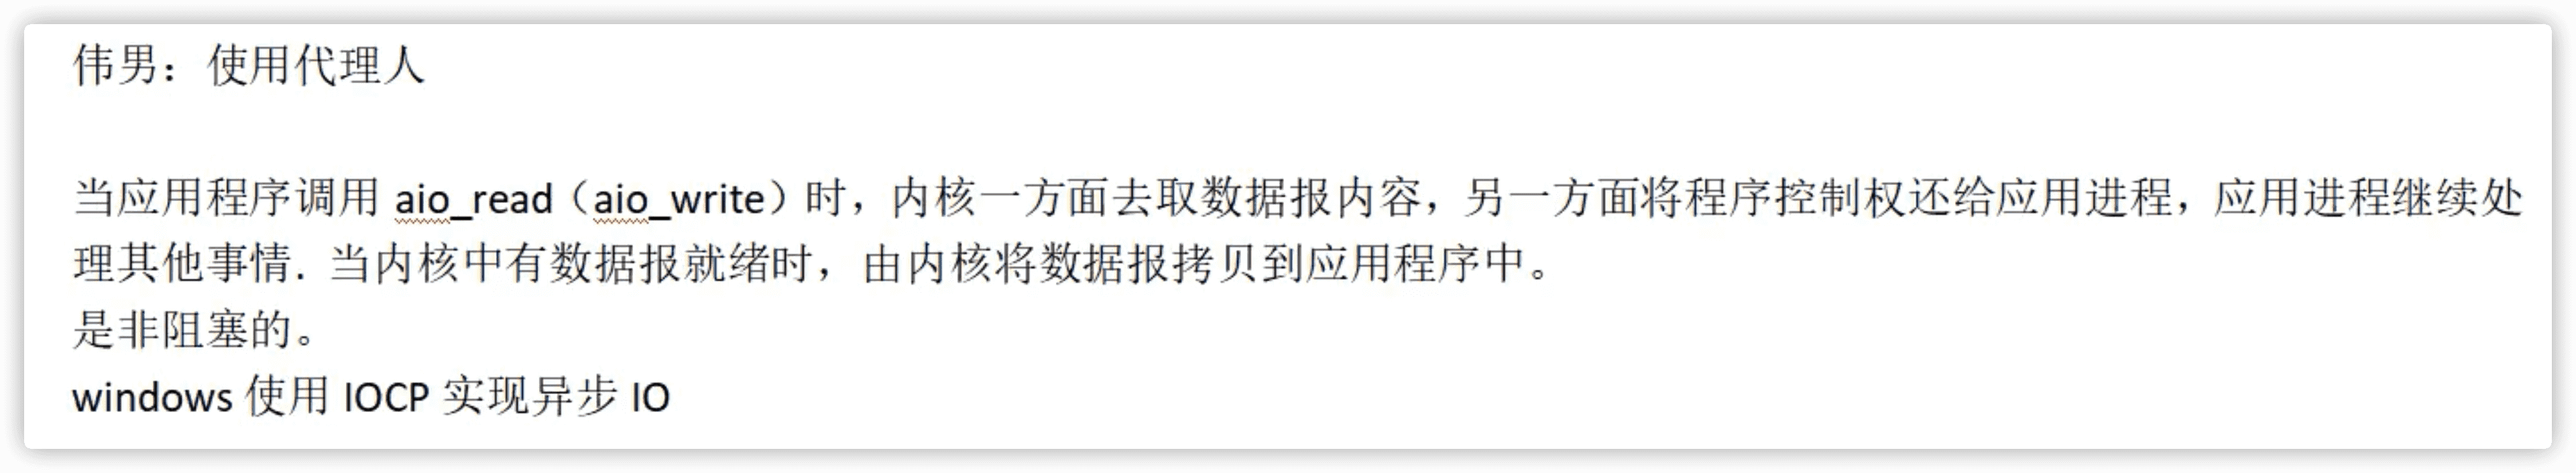 伟男：使用代理人
当应用程序调用 aio_read（aio_write）时，内核一方面去取数据报内容，另一方面将程序控制权还给应用进程，应用进程继续处
理其他事情. 当内核中有数据报就绪时，由内核将数据报拷贝到应用程序中。
是非阻塞的。
windows 使用 IOCP 实现异步 IO